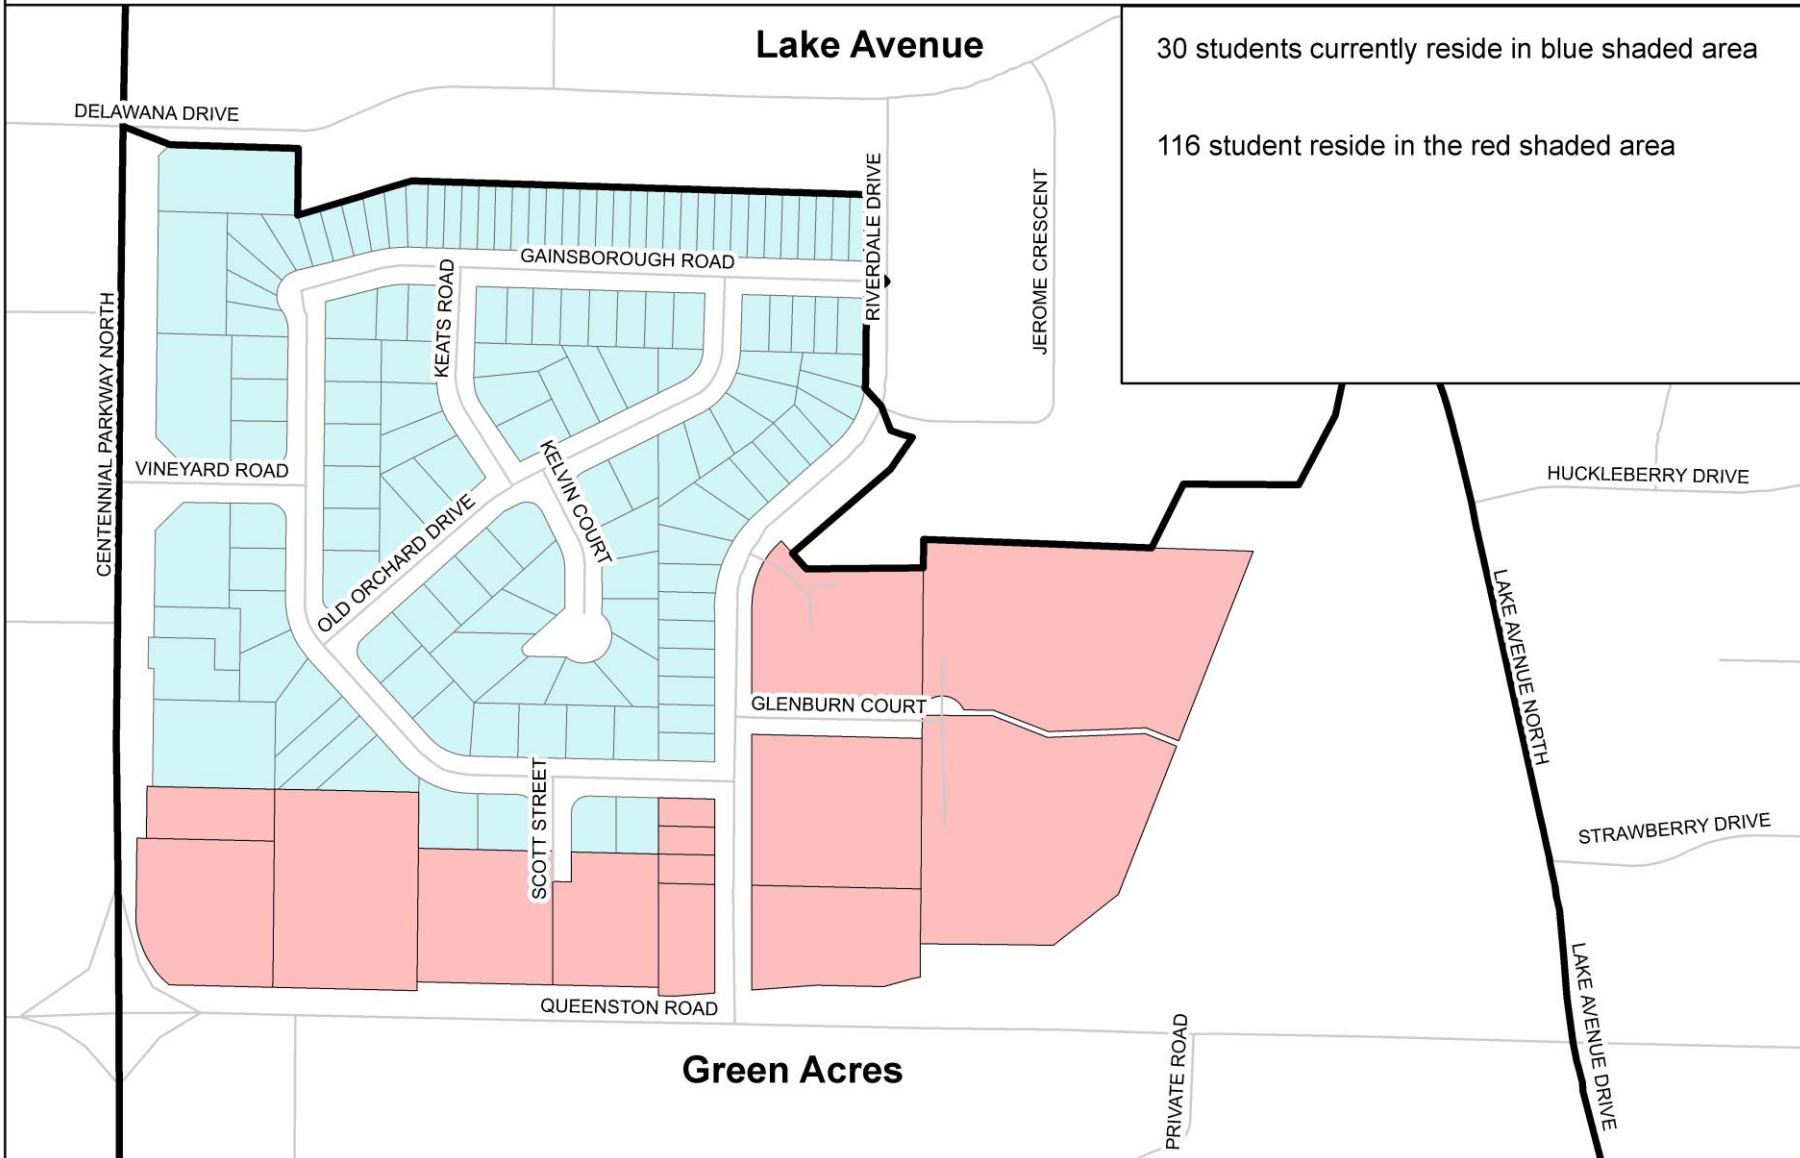 Lake Avenue
30 students currently reside in blue shaded area
116 student reside in the red shaded area
DELAWANA DRIVE
RIVERDALE DRIVE
JEROME CRESCENT
GAINSBOROUGH ROAD
KEATS ROAD
CENTENNIAL PARKWAY NORTH
VINEYARD ROAD
KELVIN COURT
OLD ORCHARD DRIVE
HUCKLEBERRY DRIVE
LAKE AVENUE NORTH
GLENBURN COURT
SCOTT STREET
STRAWBERRY DRIVE
QUEENSTON ROAD
LAKE AVENUE DRIVE
Green Acres
PRIVATE ROAD